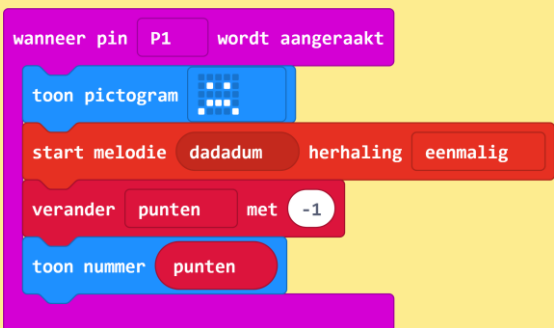 wanneer pin P1 wordt aangeraakt
toon pictogram
start melodie dadadum herhaling eenmalig
verander punten met -1
toon nummer punten